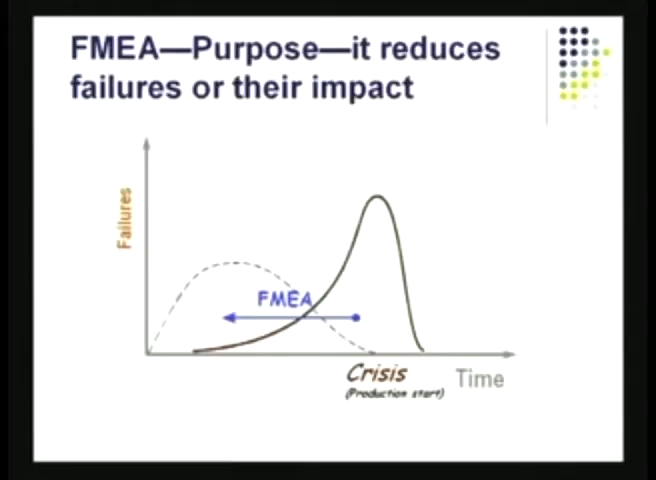 FMEA—Purpose—it reduces
failures or their impact
Failures
FMEA
Crisis
(Production start)
Time